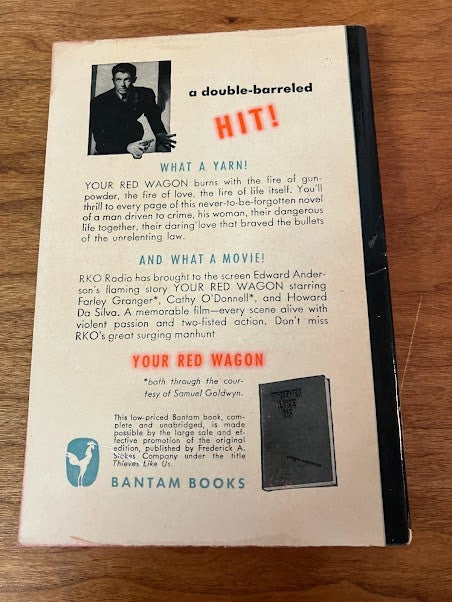 a double-barreled
HIT!
WHAT A YARN!
YOUR RED WAGON burns with the fire of gun-
powder, the fire of love, the fire of life itself. You'll
thrill to every page of this never-to-be-forgotten novel
of a man driven to crime, his woman, their dangerous
life together, their daring love that braved the bullets
of the unrelenting law.
AND WHAT A MOVIE!
RKO Radio has brought to the screen Edward Ander-
son's flaming story YOUR RED WAGON starring
Farley Granger*, Cathy O'Donnell*, and Howard
Da Silva. A memorable film—every scene alive with
violent passion and two-fisted action. Don't miss
RKO's great surging manhunt
YOUR RED WAGON
*both through the cour-
tesy of Samuel Goldwyn.
This low-priced Bantam book, com-
plete and unabridged, is made
possible by the large sale and ef-
fective promotion of the original
edition, published by Frederick A.
Stokes Company under the title
Thieves Like Us.
BANTAM BOOKS